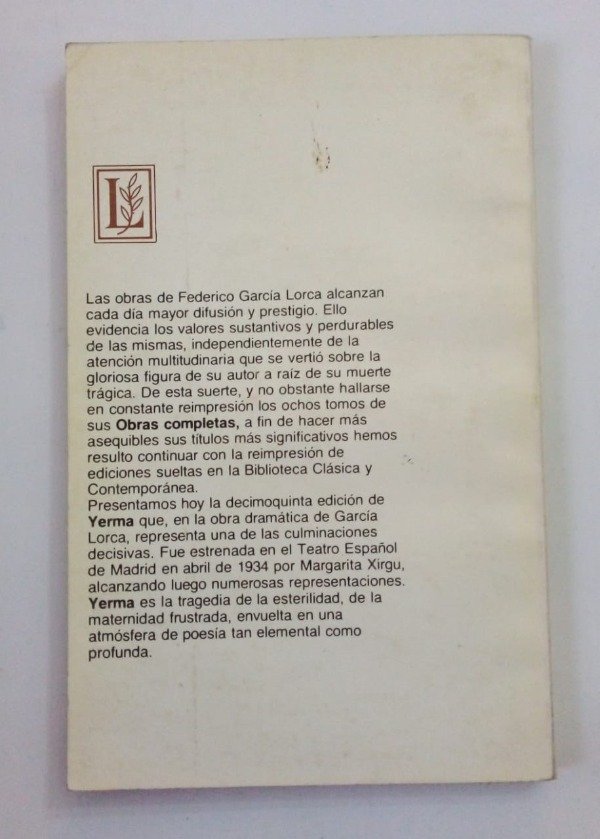 L
Las obras de Federico García Lorca alcanzan
cada día mayor difusión y prestigio. Ello
evidencia los valores sustantivos y perdurables
de las mismas, independientemente de la
atención multitudinaria que se vertió sobre la
gloriosa figura de su autor a raíz de su muerte
trágica. De esta suerte, y no obstante hallarse
en constante reimpresión los ochos tomos de
sus Obras completas, a fin de hacer más
asequibles sus títulos más significativos hemos
resulto continuar con la reimpresión de
ediciones sueltas en la Biblioteca Clásica y
Contemporánea.
Presentamos hoy la decimoquinta edición de
Yerma que, en la obra dramática de García
Lorca, representa una de las culminaciones
decisivas. Fue estrenada en el Teatro Español
de Madrid en abril de 1934 por Margarita Xirgu,
alcanzando luego numerosas representaciones.
Yerma es la tragedia de la esterilidad, de la
maternidad frustrada, envuelta en una
atmósfera de poesía tan elemental como
profunda.